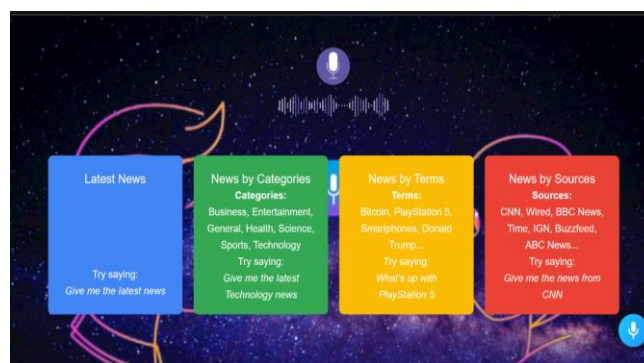 Latest News
Try saying:
Give me the latest news
News by Categories
Categories:
Business, Entertainment,
General, Health, Science,
Sports, Technology
Try saying:
Give me the latest
Technology news
News by Terms
Terms:
Bitcoin, PlayStation 5,
Smartphones, Donald
Trump...
Try saying:
What's up with
PlayStation 5
News by Sources
Sources:
CNN, Wired, BBC News,
Time, IGN, Buzzfeed,
ABC News...
Try saying:
Give me the news from
CNN